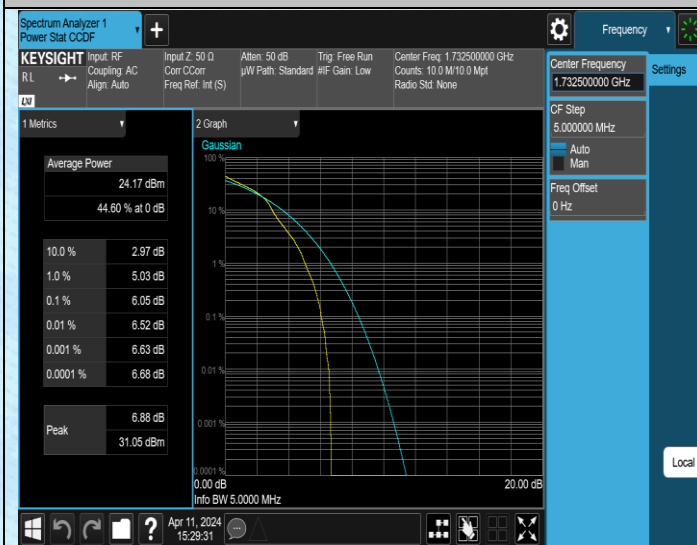 Spectrum Analyzer 1
Power Stat CCDF
+
Frequency
KEYSIGHT
RL
LXI
Input: RF
Coupling: AC
Align: Auto
Input Z: 50 Ω
Corr CCorr
Freq Ref: Int (S)
Atten: 50 dB
µW Path: Standard
Trig: Free Run
#IF Gain: Low
Center Freq: 1.732500000 GHz
Counts: 10.0 M/10.0 Mpt
Radio Std: None
Center Frequency
1.732500000 GHz
Settings
CF Step
5.000000 MHz
Auto
Man
Freq Offset
0 Hz
Local
1 Metrics
Average Power
24.17 dBm
44.60 % at 0 dB
10.0 % 2.97 dB
1.0 % 5.03 dB
0.1 % 6.05 dB
0.01 % 6.52 dB
0.001 % 6.63 dB
0.0001 % 6.68 dB
Peak
6.88 dB
31.05 dBm
2 Graph
Gaussian
100 %
10 %
1 %
0.1 %
0.01 %
0.001 %
0.0001 %
0.00 dB 20.00 dB
Info BW 5.0000 MHz
?
Apr 11, 2024
15:29:31